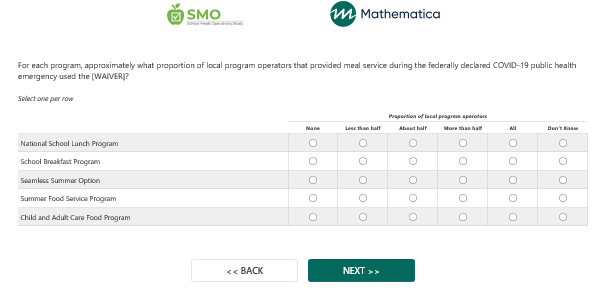 SMO
School Meals Operations Study
Mathematica
For each program, approximately what proportion of local program operators that provided meal service during the federally declared COVID-19 public health
emergency used the [WAIVER]?
Select one per row
Proportion of local program operators
None Less than half About half More than half All Don't Know
National School Lunch Program
School Breakfast Program
Seamless Summer Option
Summer Food Service Program
Child and Adult Care Food Program
<< BACK NEXT >>